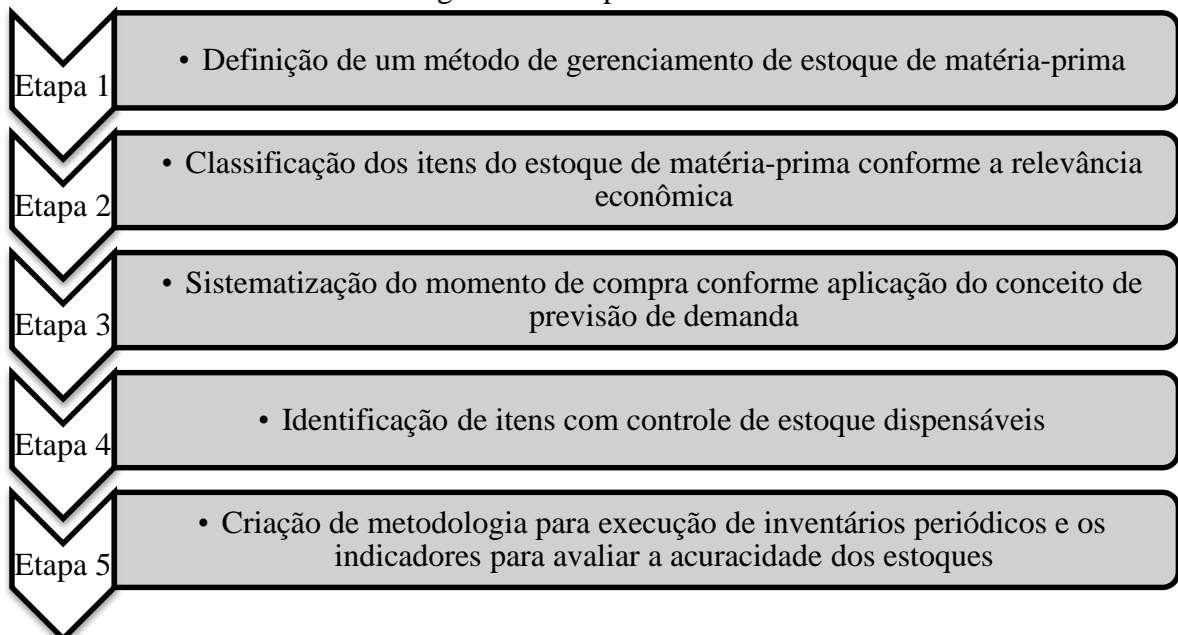 Etapa 1
• Definição de um método de gerenciamento de estoque de matéria-prima
Etapa 2
• Classificação dos itens do estoque de matéria-prima conforme a relevância
econômica
Etapa 3
• Sistematização do momento de compra conforme aplicação do conceito de
previsão de demanda
Etapa 4
• Identificação de itens com controle de estoque dispensáveis
Etapa 5
• Criação de metodologia para execução de inventários periódicos e os
indicadores para avaliar a acuracidade dos estoques